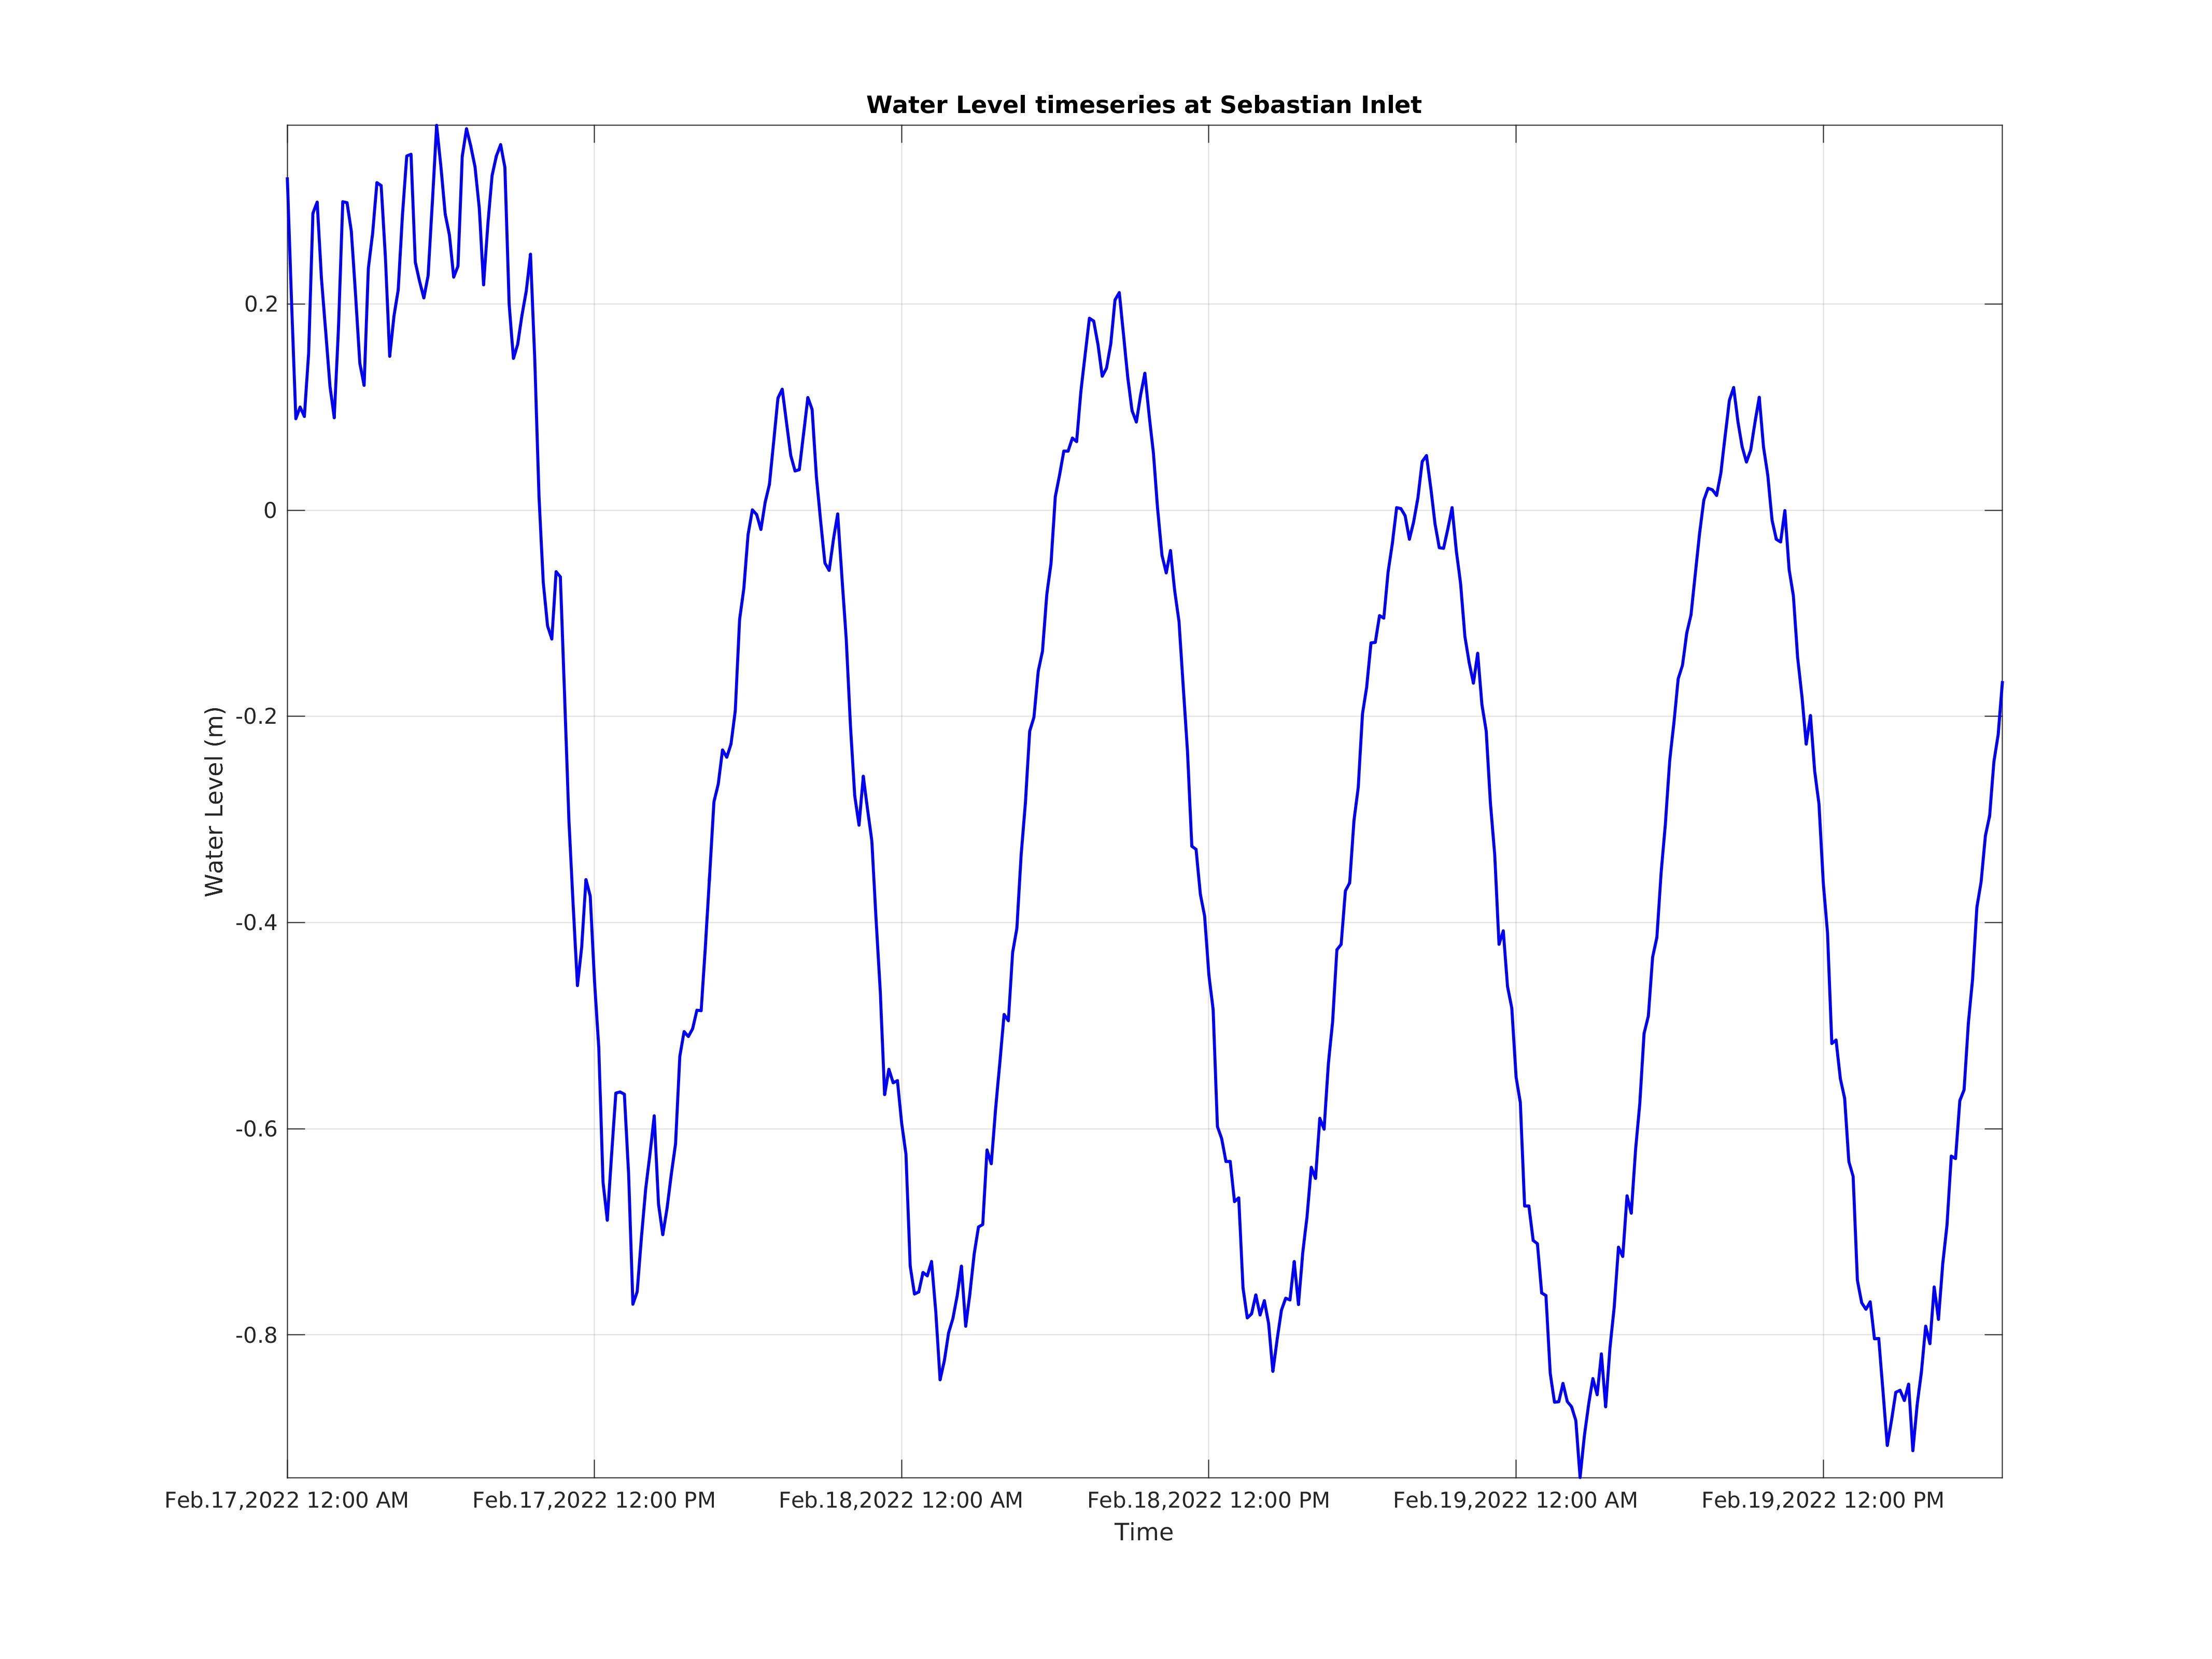 Water Level timeseries at Sebastian Inlet
0.2
0
-0.2
-0.4
-0.6
-0.8
Water Level (m)
Feb.17,2022 12:00 AM Feb.17,2022 12:00 PM Feb.18,2022 12:00 AM Feb.18,2022 12:00 PM Feb.19,2022 12:00 AM Feb.19,2022 12:00 PM
Time